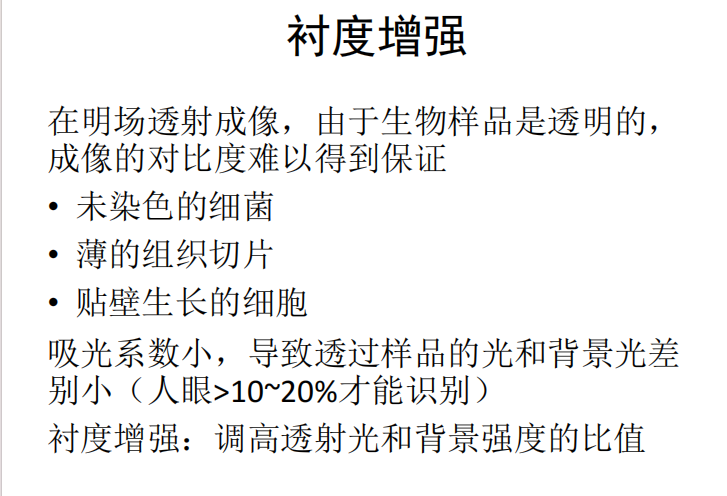 衬度增强
在明场透射成像，由于生物样品是透明的，
成像的对比度难以得到保证
• 未染色的细菌
• 薄的组织切片
• 贴壁生长的细胞
吸光系数小，导致透过样品的光和背景光差
别小（人眼>10~20%才能识别）
衬度增强：调高透射光和背景强度的比值